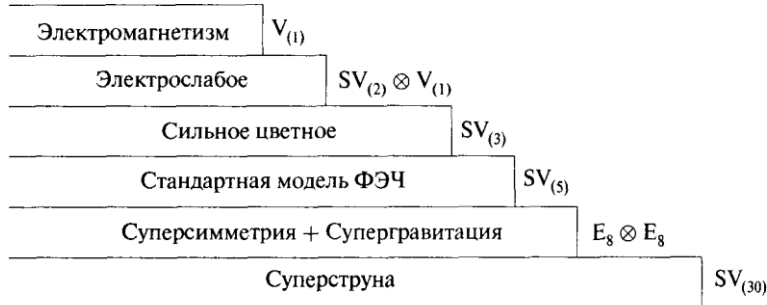 Электромагнетизм V₍₁₎
Электрослабое SV₍₂₎ ⊗ V₍₁₎
Сильное цветное SV₍₃₎
Стандартная модель ФЭЧ SV₍₅₎
Суперсимметрия + Супергравитация E₈ ⊗ E₈
Суперструна SV₍₃₀₎